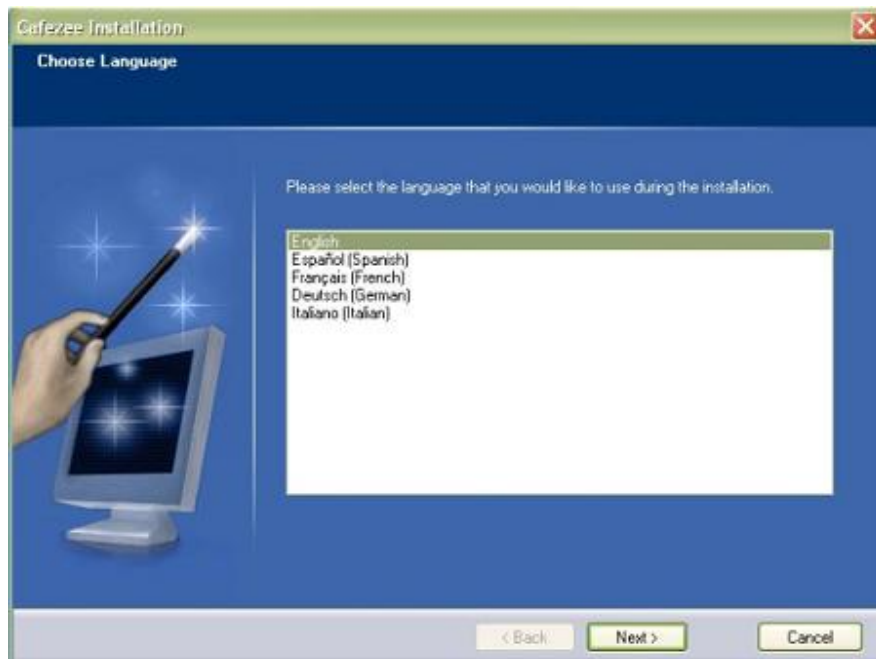 Cafezee Installation
Choose Language
Please select the language that you would like to use during the installation.
English
Español (Spanish)
Français (French)
Deutsch (German)
Italiano (Italian)
< Back
Next >
Cancel